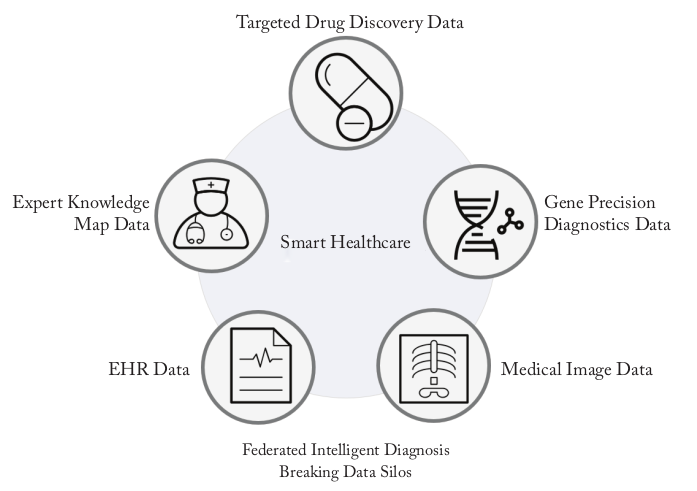 Targeted Drug Discovery Data
Expert Knowledge
Map Data
Gene Precision
Diagnostics Data
Smart Healthcare
EHR Data
Medical Image Data
Federated Intelligent Diagnosis
Breaking Data Silos